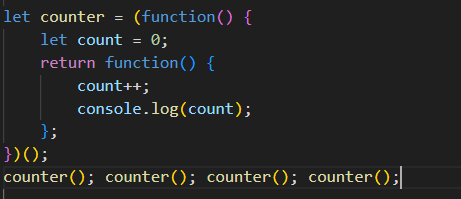 let counter = (function() {
    let count = 0;
    return function() {
        count++;
        console.log(count);
    };
})();
counter(); counter(); counter(); counter();